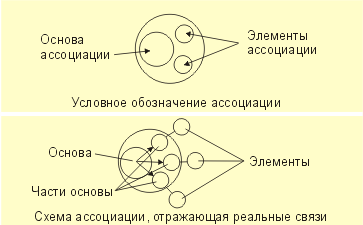 Основа
ассоциации
Элементы
ассоциации
Условное обозначение ассоциации
Основа
Элементы
Части основы
Схема ассоциации, отражающая реальные связи